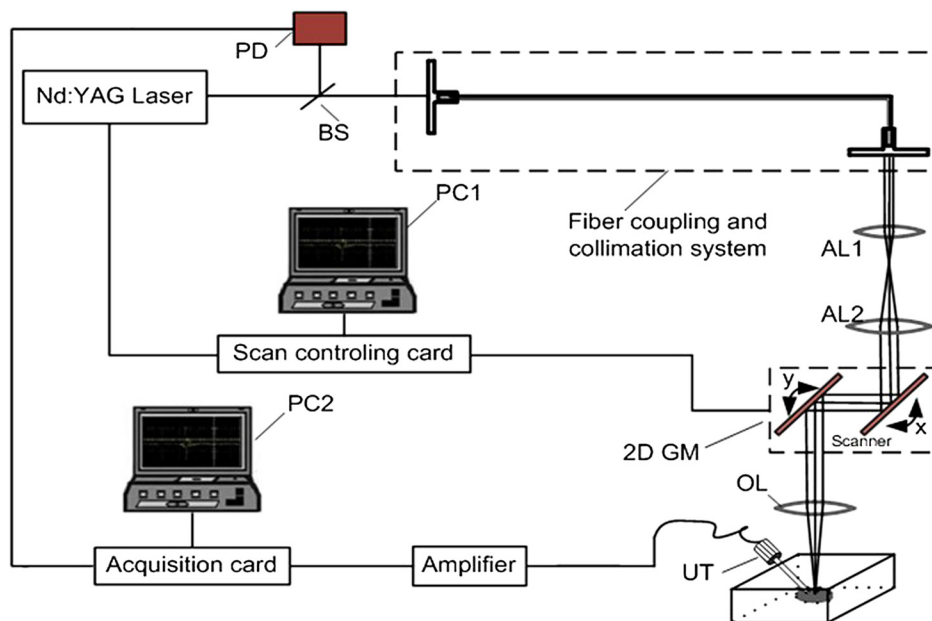 PD
Nd:YAG Laser
BS
PC1
Fiber coupling and
collimation system
AL1
AL2
Scan controling card
PC2
y
x
Scanner
2D GM
OL
Acquisition card
Amplifier
UT